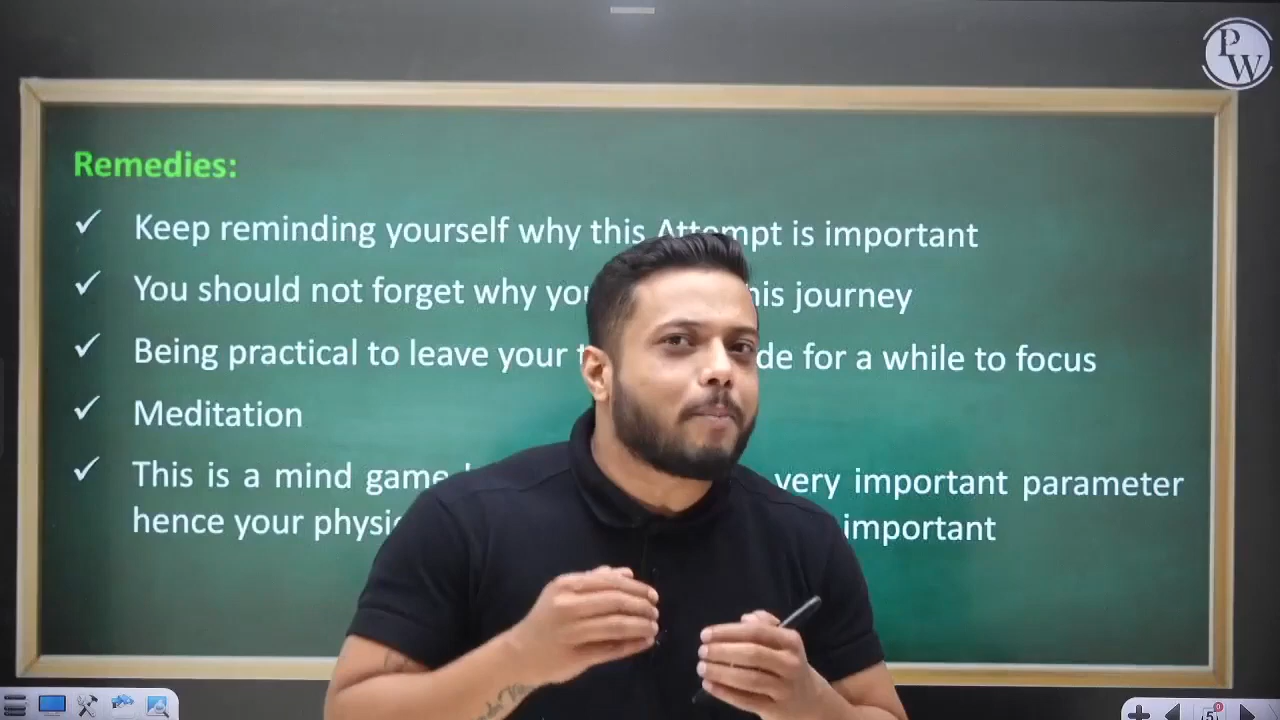 PW
Remedies:
✓ Keep reminding yourself why this Attempt is important
✓ You should not forget why you his journey
✓ Being practical to leave your de for a while to focus
✓ Meditation
✓ This is a mind game very important parameter
hence your physi important